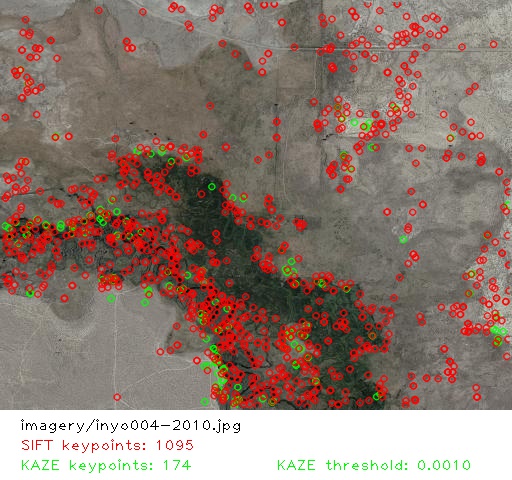 imagery/inyo004-2010.jpg
SIFT keypoints: 1095
KAZE keypoints: 174 KAZE threshold: 0.0010